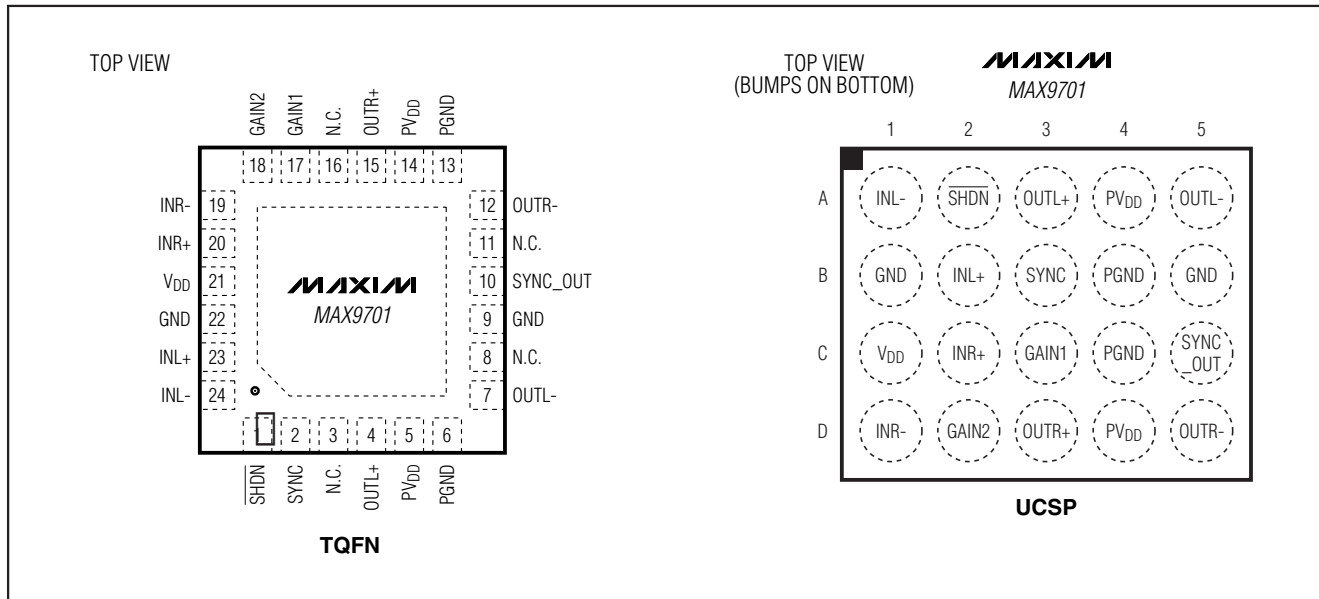 TOP VIEW
GAIN2
GAIN1
N.C.
OUTR+
PVDD
PGND
18 17 16 15 14 13
INR- 19
INR+ 20
VDD 21
GND 22
INL+ 23
INL- 24
MAXIM
MAX9701
12 OUTR-
11 N.C.
10 SYNC_OUT
9 GND
8 N.C.
7 OUTL-
1 2 3 4 5 6
SHDN
SYNC
N.C.
OUTL+
PVDD
PGND
TQFN
TOP VIEW
(BUMPS ON BOTTOM)
MAXIM
MAX9701
1 2 3 4 5
A INL- SHDN OUTL+ PVDD OUTL-
B GND INL+ SYNC PGND GND
C VDD INR+ GAIN1 PGND SYNC
_OUT
D INR- GAIN2 OUTR+ PVDD OUTR-
UCSP